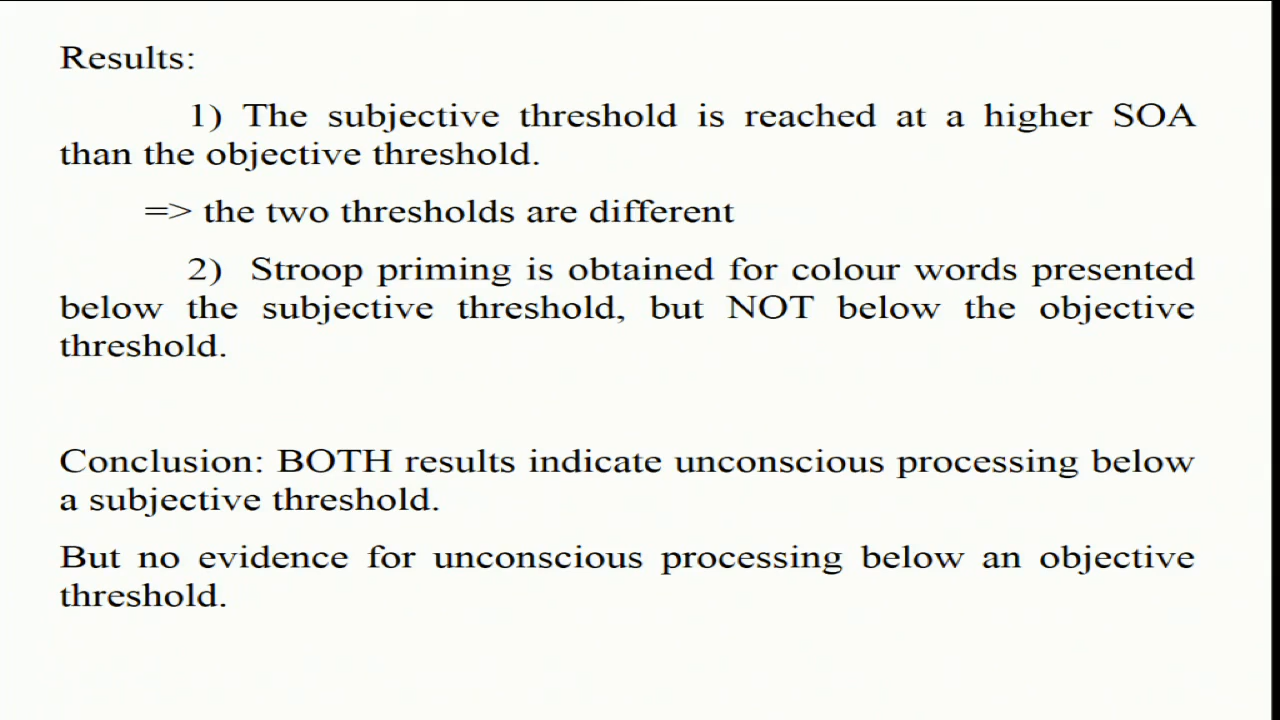 Results:
1) The subjective threshold is reached at a higher SOA
than the objective threshold.
=> the two thresholds are different
2) Stroop priming is obtained for colour words presented
below the subjective threshold, but NOT below the objective
threshold.
Conclusion: BOTH results indicate unconscious processing below
a subjective threshold.
But no evidence for unconscious processing below an objective
threshold.